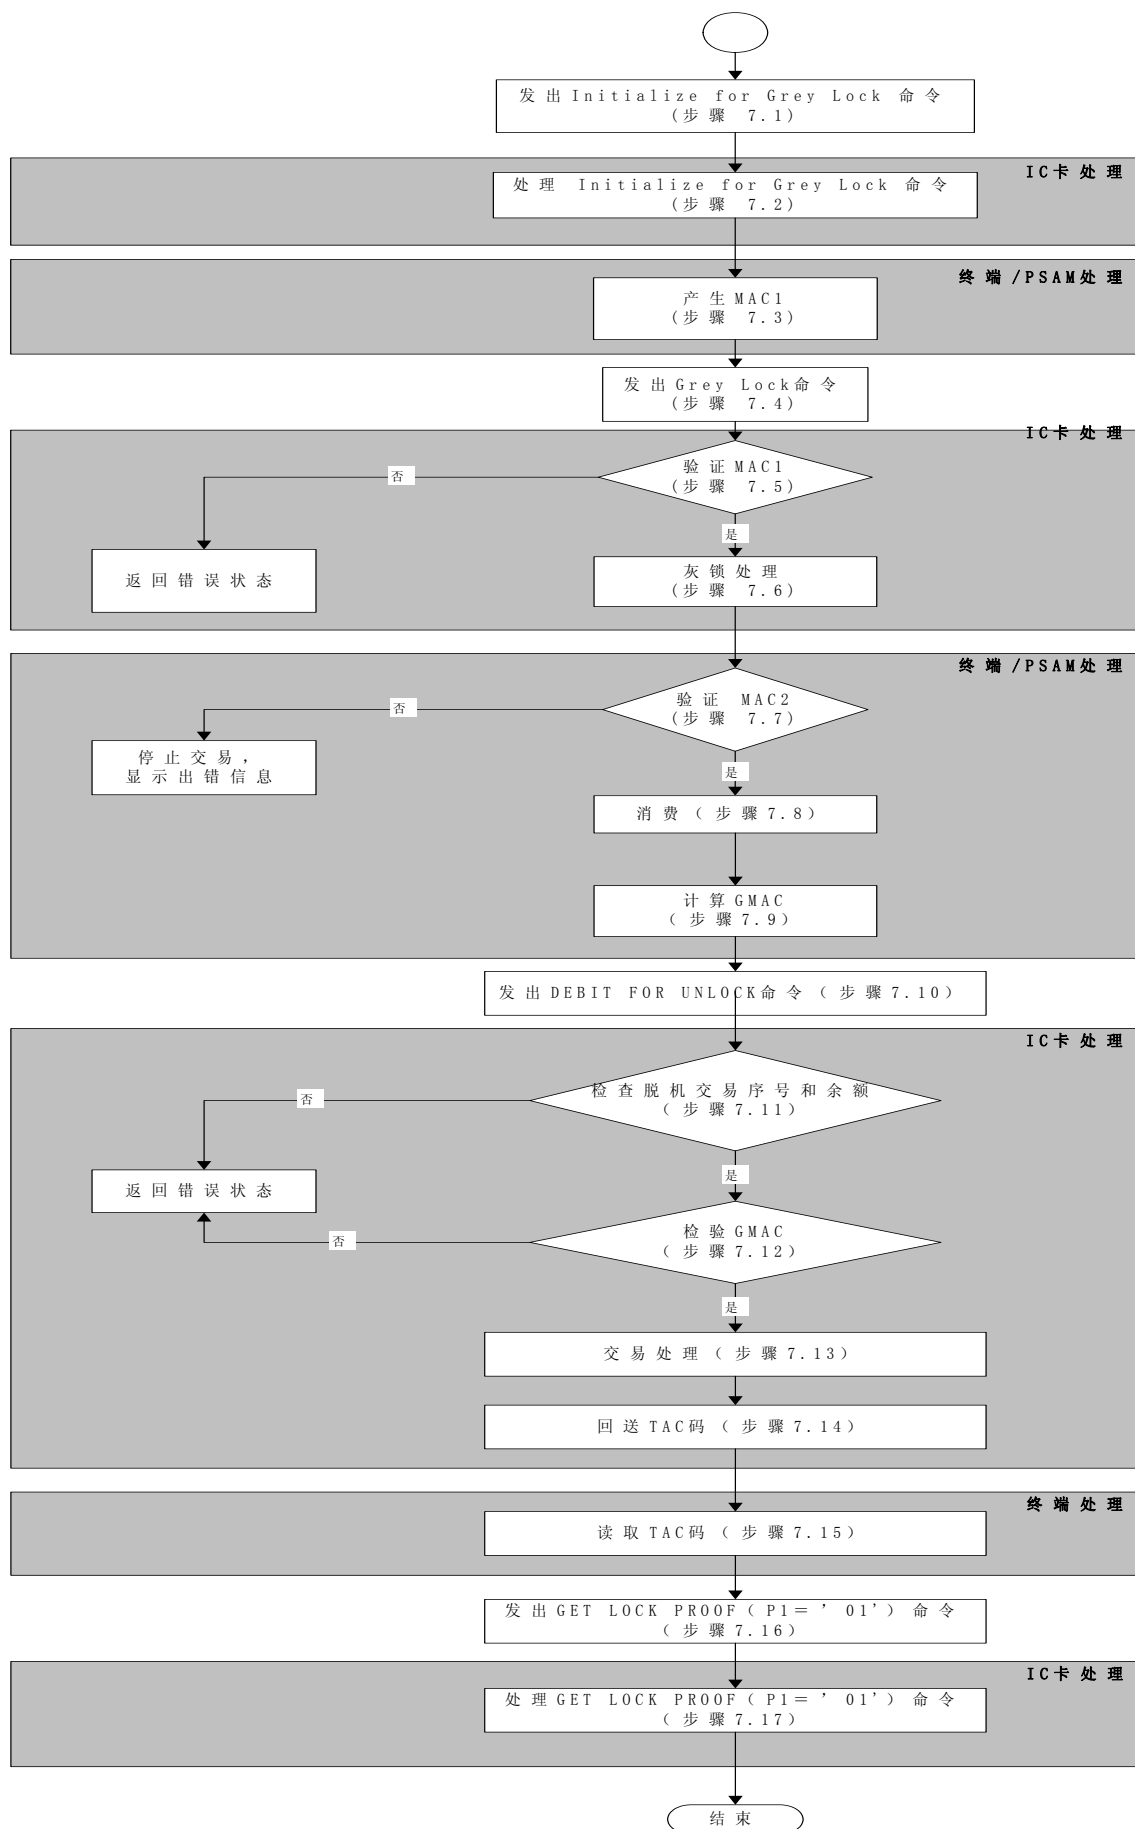 发出Initialize for Grey Lock 命令
(步骤 7.1)
IC卡处理
处理 Initialize for Grey Lock 命令
(步骤 7.2)
终端/PSAM处理
产生MAC1
(步骤 7.3)
发出Grey Lock命令
(步骤 7.4)
IC卡处理
验证MAC1
(步骤 7.5)
否
是
返回错误状态
灰锁处理
(步骤 7.6)
终端/PSAM处理
验证 MAC2
(步骤 7.7)
否
停止交易，
显示出错信息
是
消费（步骤7.8）
计算GMAC
（步骤7.9）
发出DEBIT FOR UNLOCK命令（步骤7.10）
IC卡处理
检查脱机交易序号和余额
（步骤7.11）
否
是
返回错误状态
检验GMAC
（步骤7.12）
否
是
交易处理（步骤7.13）
回送TAC码（步骤7.14）
终端处理
读取TAC码（步骤7.15）
发出GET LOCK PROOF（P1＝’01’）命令
（步骤7.16）
IC卡处理
处理GET LOCK PROOF（P1＝’01’）命令
（步骤7.17）
结束